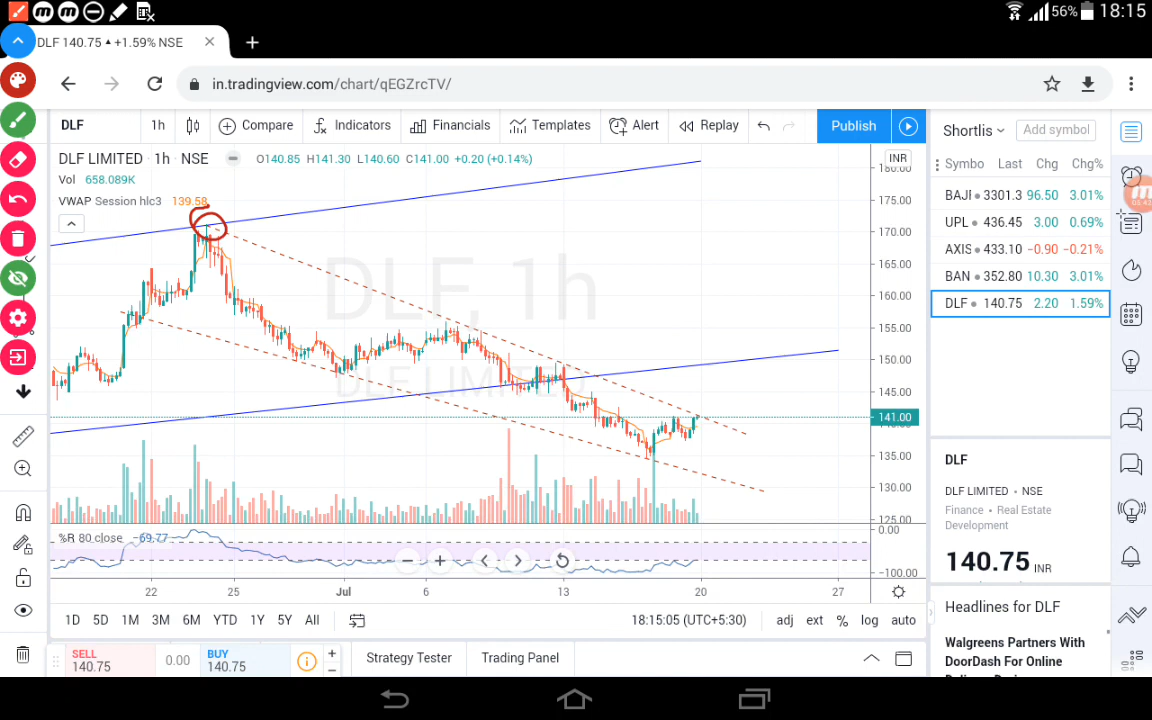 56% 18:15
DLF 140.75 ▲ +1.59% NSE
in.tradingview.com/chart/qEGZrcTV/
DLF 1h Compare Indicators Financials Templates Alert Replay Publish
Shortlis Add symbol
DLF LIMITED · 1h · NSE O140.85 H141.30 L140.60 C141.00 +0.20 (+0.14%)
INR
Vol 658.089K
VWAP Session hlc3 139.58
Symbo Last Chg Chg%
BAJI 3301.3 96.50 3.01%
UPL 436.45 3.00 0.69%
AXIS 433.10 −0.90 −0.21%
BAN 352.80 10.30 3.01%
DLF 140.75 2.20 1.59%
DLF, 1h
DLF LIMITED
180.00
175.00
170.00
165.00
160.00
155.00
150.00
145.00
141.00
135.00
130.00
125.00
%R 80 close −69.77
0.00
−100.00
22 25 Jul 6 13 20 27
1D 5D 1M 3M 6M YTD 1Y 5Y All 18:15:05 (UTC+5:30) adj ext % log auto
SELL
140.75
0.00
BUY
140.75
Strategy Tester Trading Panel
DLF
DLF LIMITED • NSE
Finance • Real Estate
Development
140.75 INR
Headlines for DLF
Walgreens Partners With
DoorDash For Online